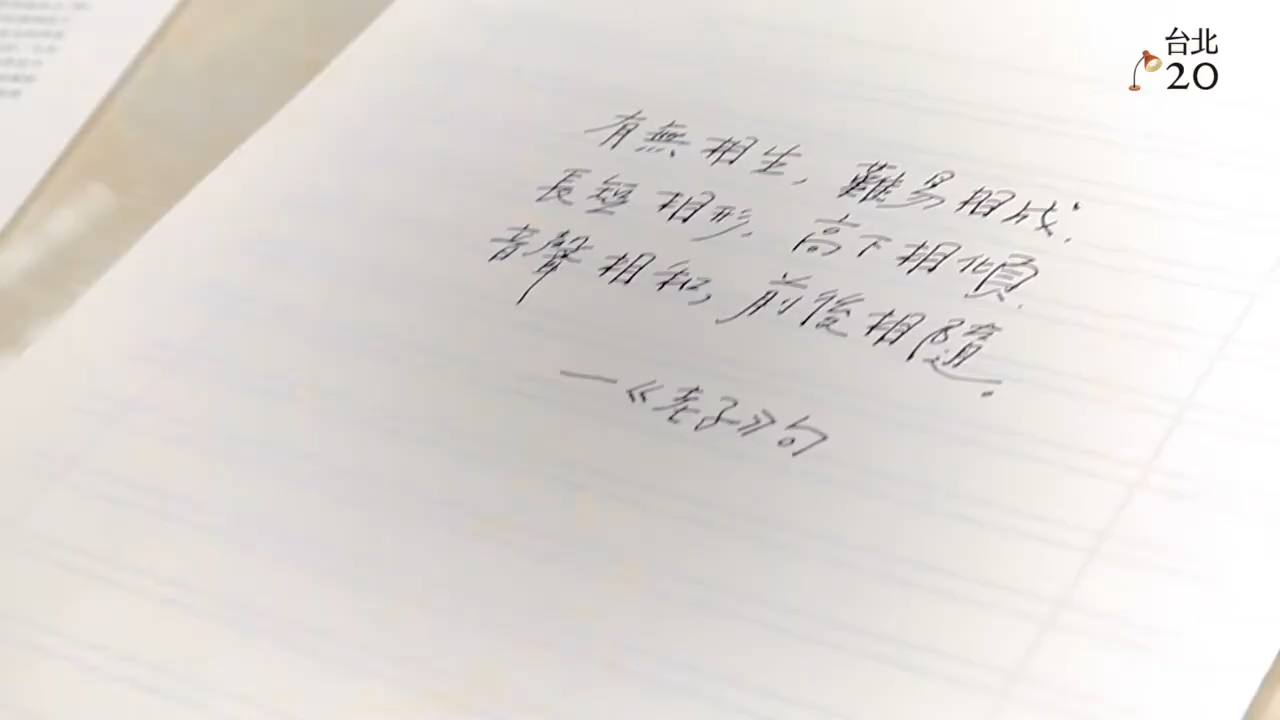 台北
20
有無相生，難易相成.
長短相形，高下相傾.
音聲相和，前後相隨.
—《老子》句